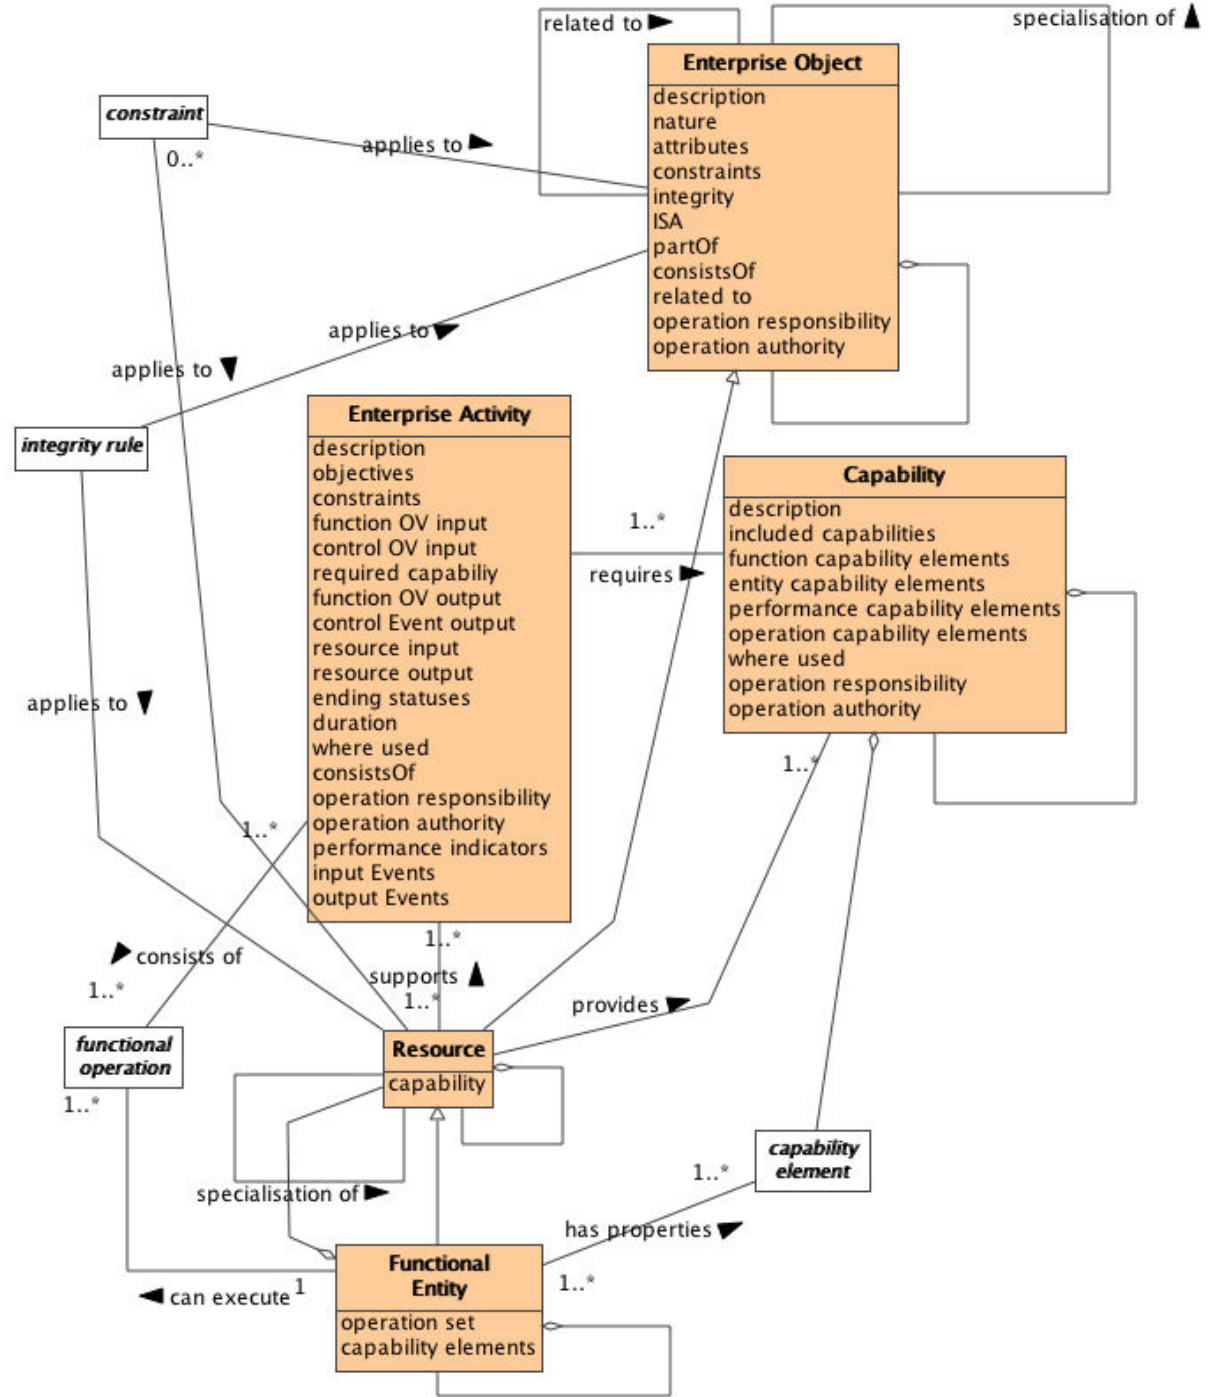 related to
specialisation of
Enterprise Object
description
nature
attributes
constraints
integrity
ISA
partOf
consistsOf
related to
operation responsibility
operation authority
constraint
0..*
applies to
applies to
applies to
integrity rule
applies to
Enterprise Activity
description
objectives
constraints
function OV input
control OV input
required capabiliy
function OV output
control Event output
resource input
resource output
ending statuses
duration
where used
consistsOf
operation responsibility
operation authority
performance indicators
input Events
output Events
1..*
requires
Capability
description
included capabilities
function capability elements
entity capability elements
performance capability elements
operation capability elements
where used
operation responsibility
operation authority
1..*
1..*
consists of
1..*
1..*
supports
1..*
provides
functional
operation
1..*
Resource
capability
specialisation of
capability
element
1..*
has properties
1..*
can execute
1
Functional
Entity
operation set
capability elements